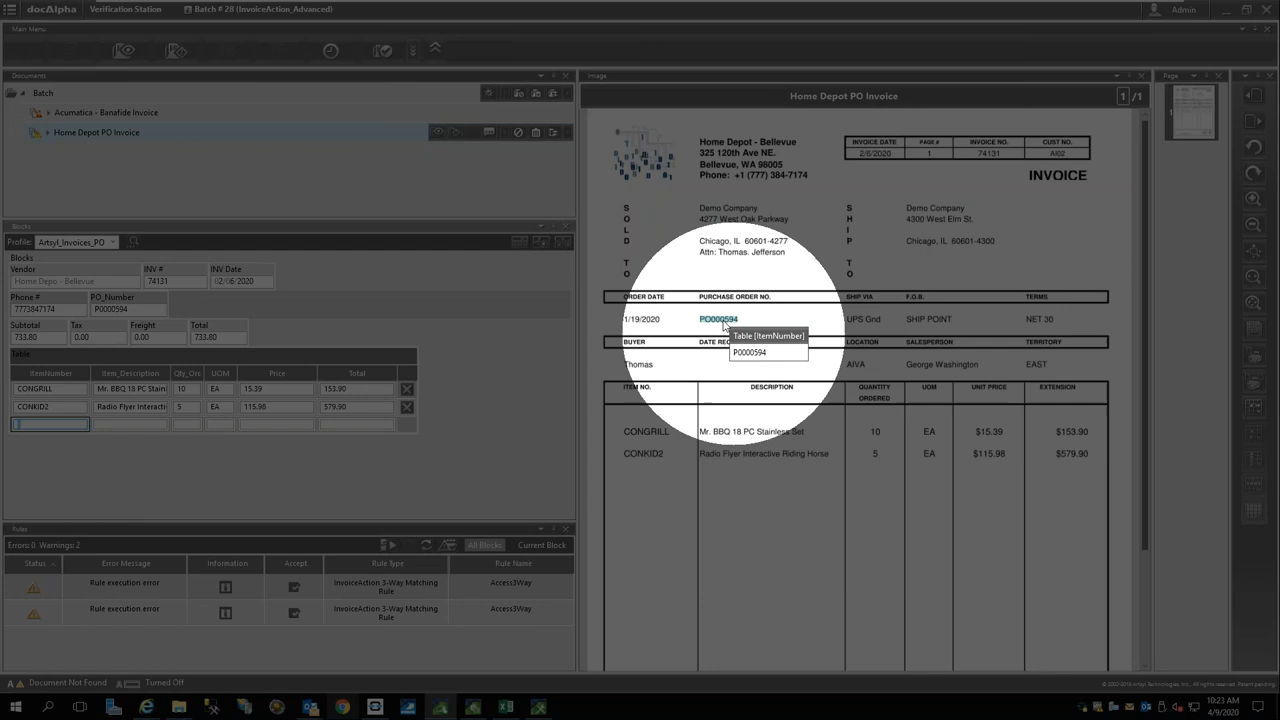 docAlpha
Verification Station
Batch # 28 (InvoiceAction_Advanced)
Admin
Main Menu
Documents
Batch
Acumatica - Banafide Invoice
Home Depot PO Invoice
Blocks
Profile: Artsyl_Invoices_PO
Blocks
Vendor INV # INV Date
Home Depo - Bellevue 74131 02/06/2020
Phone # PO_Number
7773847174 P0000594
Subtotal Tax Freight Total
733.80 0.00 0.00 733.80
Table
ItemNumber Item_Description Qty_Orc UOM Price Total
CONGRILL Mr. BBQ 18 PC Stain 10 EA 15.39 153.90
CONKID2 Radio Flyer Interacti 5 EA 115.98 579.90
Rules
Errors: 0 Warnings: 2
All Blocks
Current Block
Status Error Message Information Accept Rule Type Rule Name
Rule execution error InvoiceAction 3-Way Matching Rule Access3Way
Rule execution error InvoiceAction 3-Way Matching Rule Access3Way
Document Not Found
Turned Off
Image
Home Depot PO Invoice
1 /1
Home Depot - Bellevue
325 120th Ave NE.
Bellevue, WA 98005
Phone: +1 (777) 384-7174
INVOICE DATE PAGE # INVOICE NO. CUST NO.
2/6/2020 1 74131 AI02
INVOICE
SOLD TO
Demo Company
4277 West Oak Parkway
Chicago, IL 60601-4277
Attn: Thomas. Jefferson
SHIP TO
Demo Company
4300 West Elm St.
Chicago, IL 60601-4300
ORDER DATE PURCHASE ORDER NO. SHIP VIA F.O.B. TERMS
1/19/2020 PO000594 UPS Gnd SHIP POINT NET 30
Table [ItemNumber]
P0000594
BUYER DATE REC LOCATION SALESPERSON TERRITORY
Thomas AIVA George Washington EAST
ITEM NO. DESCRIPTION QUANTITY ORDERED UOM UNIT PRICE EXTENSION
CONGRILL Mr. BBQ 18 PC Stainless Set 10 EA $15.39 $153.90
CONKID2 Radio Flyer Interactive Riding Horse 5 EA $115.98 $579.90
Page
1
10:23 AM
4/9/2020